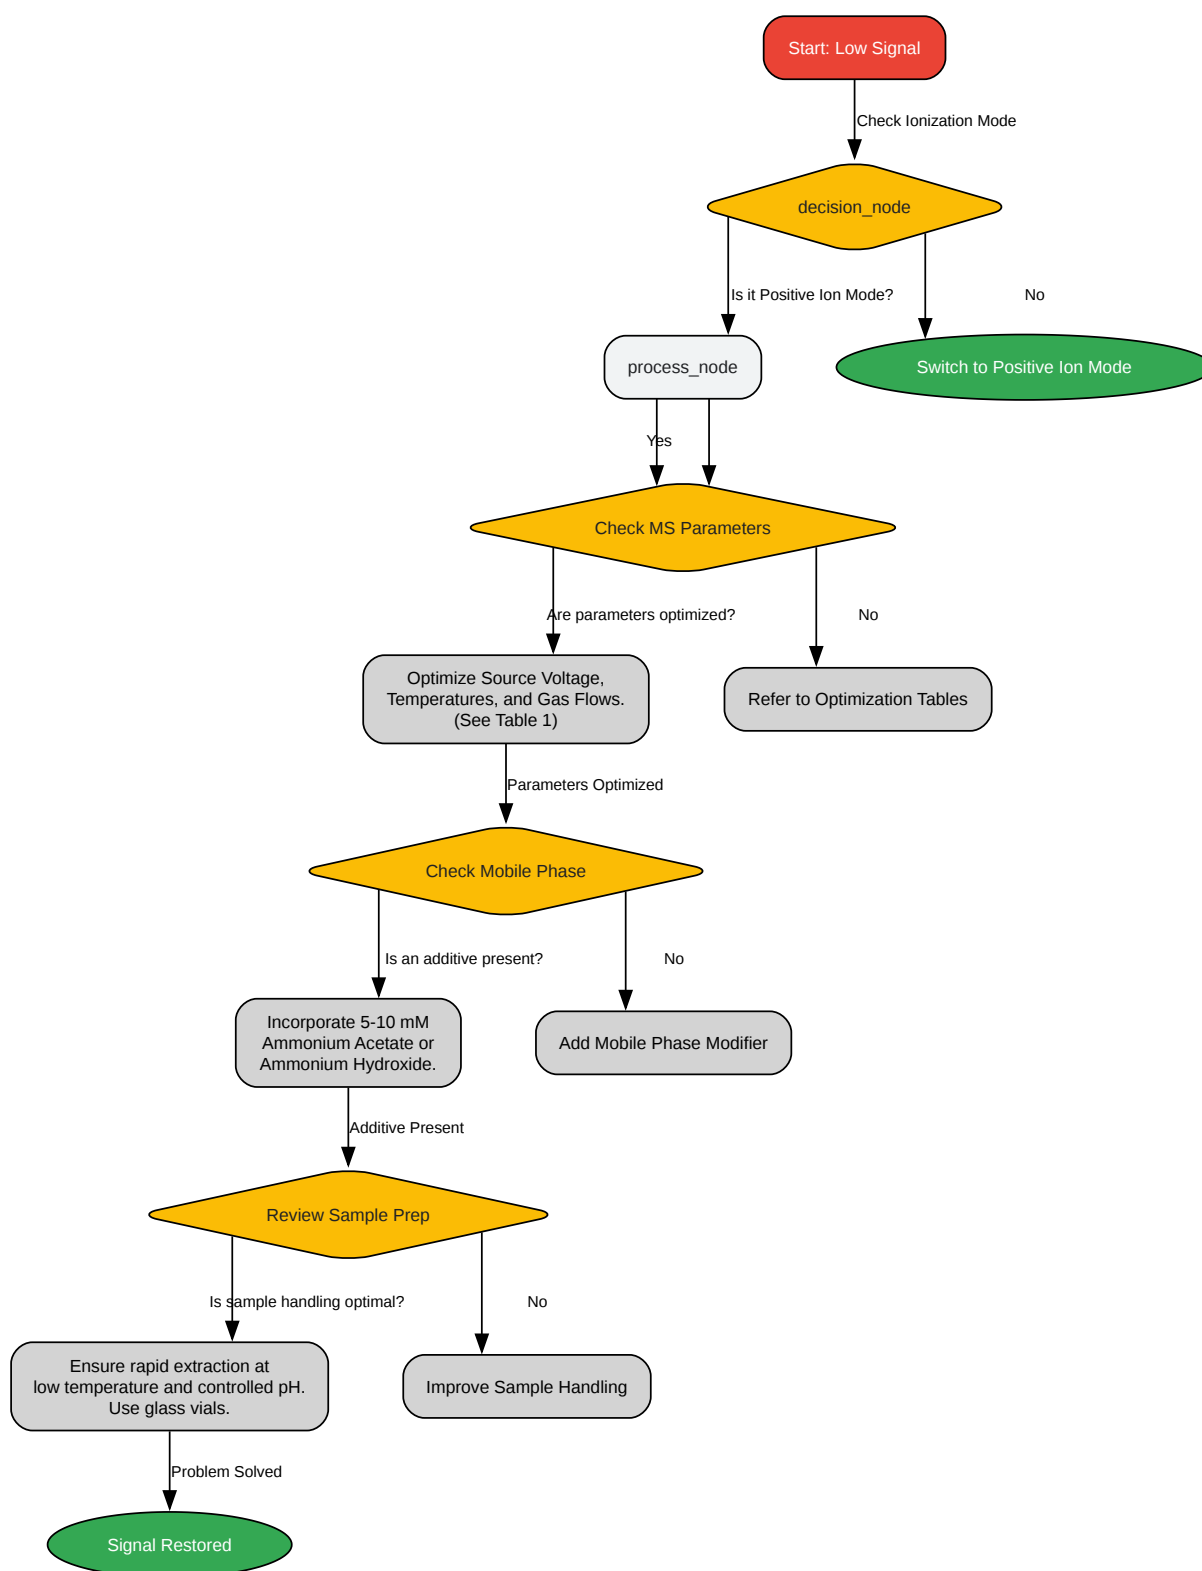 Start: Low Signal
Check Ionization Mode
decision_node
Is it Positive Ion Mode?
No
process_node
Switch to Positive Ion Mode
Yes
Check MS Parameters
Are parameters optimized?
No
Optimize Source Voltage,
Temperatures, and Gas Flows.
(See Table 1)
Refer to Optimization Tables
Parameters Optimized
Check Mobile Phase
Is an additive present?
No
Incorporate 5-10 mM
Ammonium Acetate or
Ammonium Hydroxide.
Add Mobile Phase Modifier
Additive Present
Review Sample Prep
Is sample handling optimal?
No
Ensure rapid extraction at
low temperature and controlled pH.
Use glass vials.
Improve Sample Handling
Problem Solved
Signal Restored